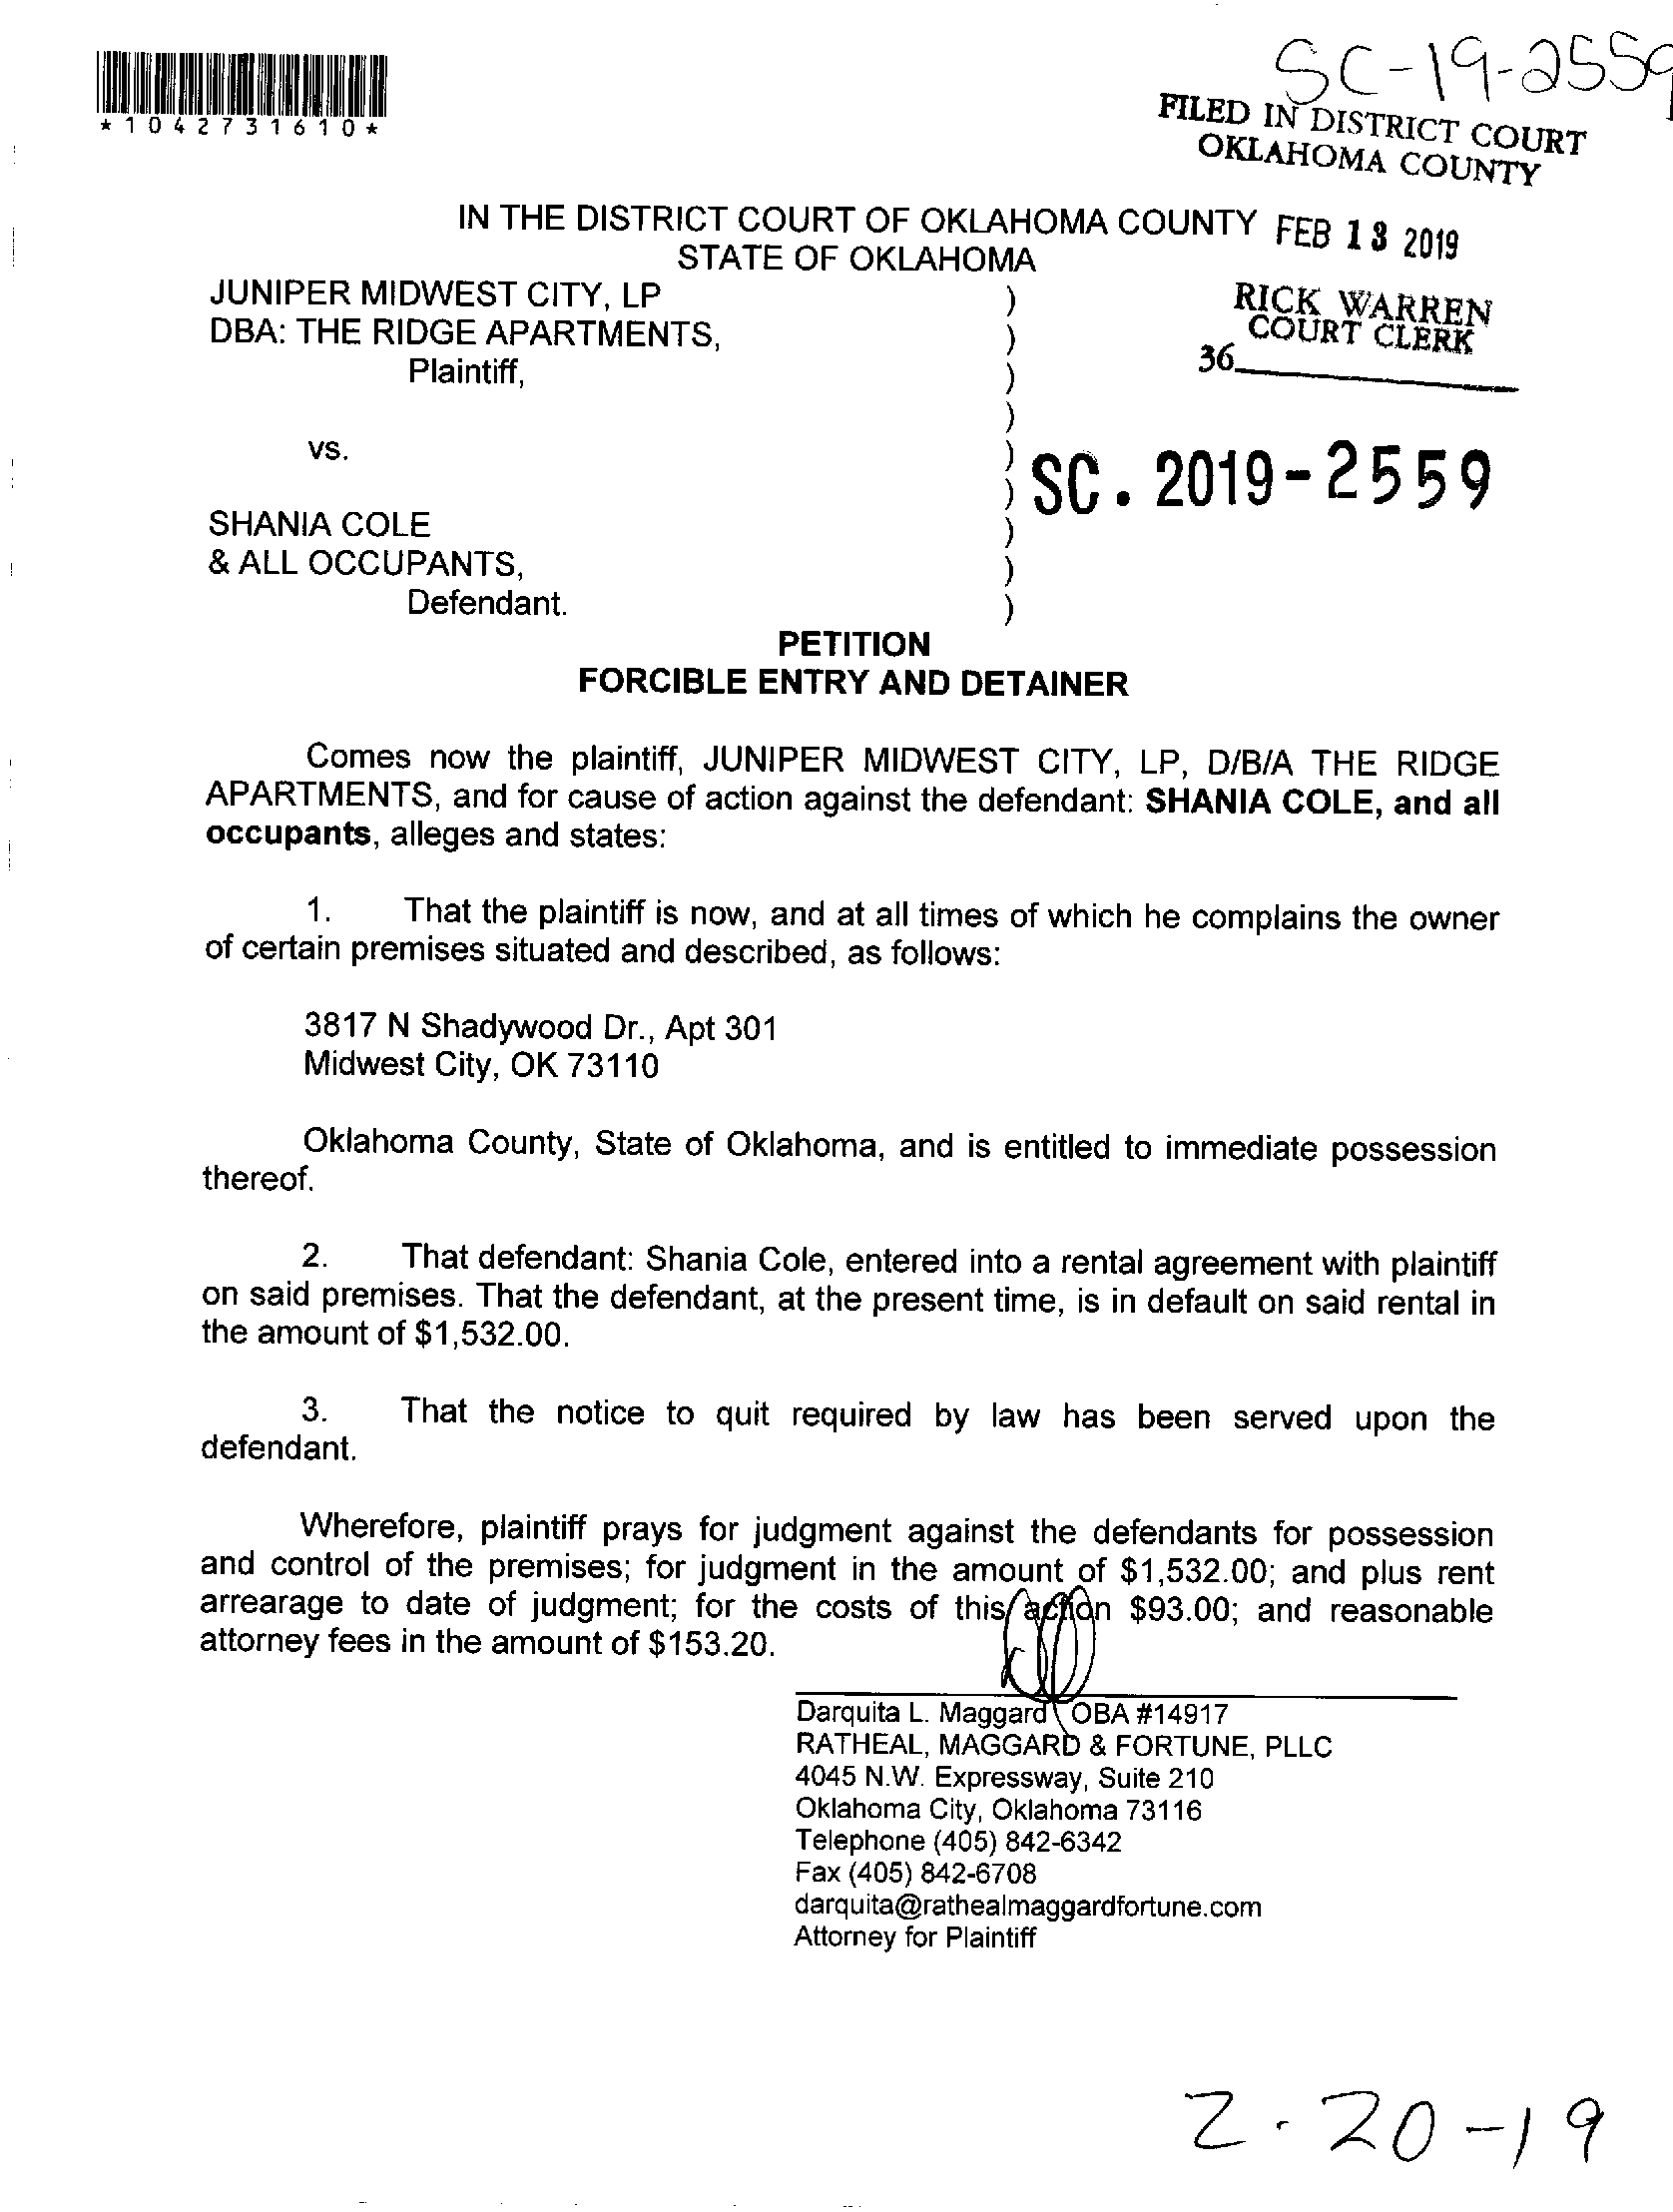 SC-19-2559
*1042731610*
FILED IN DISTRICT COURT
OKLAHOMA COUNTY
IN THE DISTRICT COURT OF OKLAHOMA COUNTY
FEB 13 2019
STATE OF OKLAHOMA
JUNIPER MIDWEST CITY, LP )
RICK WARREN
DBA: THE RIDGE APARTMENTS, )
COURT CLERK
Plaintiff, )
36
)
vs. )
) SC. 2019-2559
SHANIA COLE )
& ALL OCCUPANTS, )
Defendant. )
PETITION
FORCIBLE ENTRY AND DETAINER
Comes now the plaintiff, JUNIPER MIDWEST CITY, LP, D/B/A THE RIDGE
APARTMENTS, and for cause of action against the defendant: SHANIA COLE, and all
occupants, alleges and states:
1. That the plaintiff is now, and at all times of which he complains the owner
of certain premises situated and described, as follows:
3817 N Shadywood Dr., Apt 301
Midwest City, OK 73110
Oklahoma County, State of Oklahoma, and is entitled to immediate possession
thereof.
2. That defendant: Shania Cole, entered into a rental agreement with plaintiff
on said premises. That the defendant, at the present time, is in default on said rental in
the amount of $1,532.00.
3. That the notice to quit required by law has been served upon the
defendant.
Wherefore, plaintiff prays for judgment against the defendants for possession
and control of the premises; for judgment in the amount of $1,532.00; and plus rent
arrearage to date of judgment; for the costs of this action $93.00; and reasonable
attorney fees in the amount of $153.20.
Darquita L. Maggard OBA #14917
RATHEAL, MAGGARD & FORTUNE, PLLC
4045 N.W. Expressway, Suite 210
Oklahoma City, Oklahoma 73116
Telephone (405) 842-6342
Fax (405) 842-6708
darquita@rathealmaggardfortune.com
Attorney for Plaintiff
2-20-19